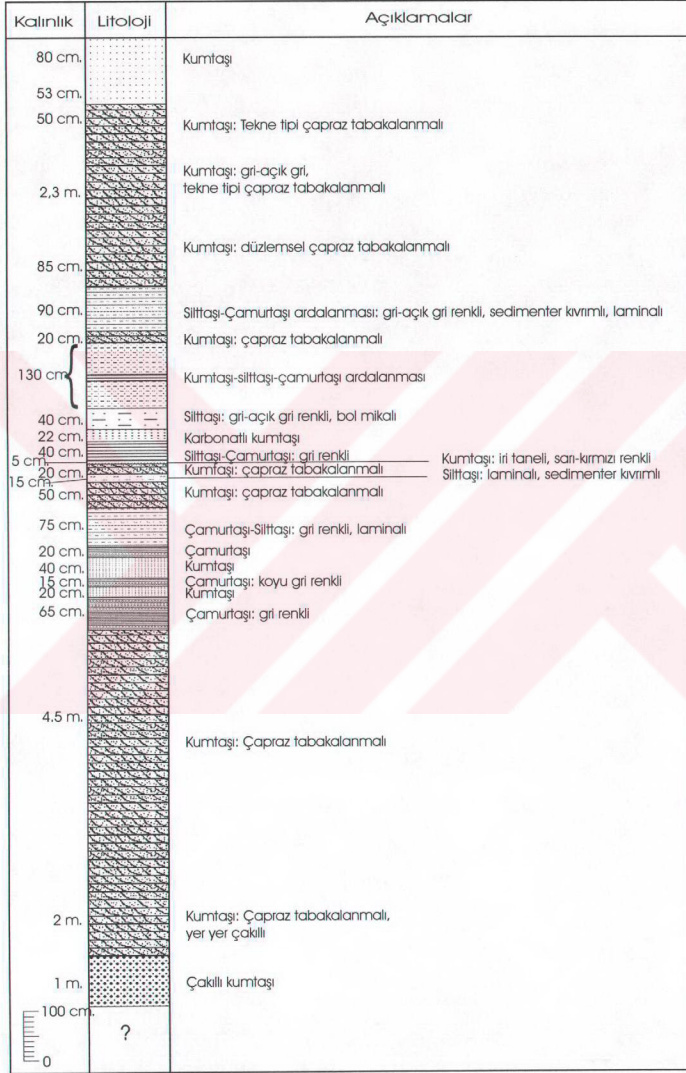 Kalınlık Litoloji Açıklamalar
80 cm. Kumtaşı
53 cm.
50 cm. Kumtaşı: Tekne tipi çapraz tabakalanmalı
Kumtaşı: gri-açık gri,
2,3 m. tekne tipi çapraz tabakalanmalı
Kumtaşı: düzlemsel çapraz tabakalanmalı
85 cm.
90 cm. Silttaşı-Çamurtaşı ardalanması: gri-açık gri renkli, sedimenter kıvrımlı, laminalı
20 cm. Kumtaşı: çapraz tabakalanmalı
130 cm Kumtaşı-silttaşı-çamurtaşı ardalanması
40 cm. Silttaşı: gri-açık gri renkli, bol mikalı
22 cm. Karbonatlı kumtaşı
40 cm. Silttaşı-Çamurtaşı: gri renkli
5 cm. Kumtaşı: iri taneli, sarı-kırmızı renkli
20 cm. Kumtaşı: çapraz tabakalanmalı
15 cm. Silttaşı: laminalı, sedimenter kıvrımlı
50 cm. Kumtaşı: çapraz tabakalanmalı
75 cm. Çamurtaşı-Silttaşı: gri renkli, laminalı
20 cm. Çamurtaşı
40 cm. Kumtaşı
15 cm. Çamurtaşı: koyu gri renkli
20 cm. Kumtaşı
65 cm. Çamurtaşı: gri renkli
4.5 m.
Kumtaşı: Çapraz tabakalanmalı
2 m. Kumtaşı: Çapraz tabakalanmalı,
yer yer çakıllı
1 m. Çakıllı kumtaşı
100 cm.
?
0